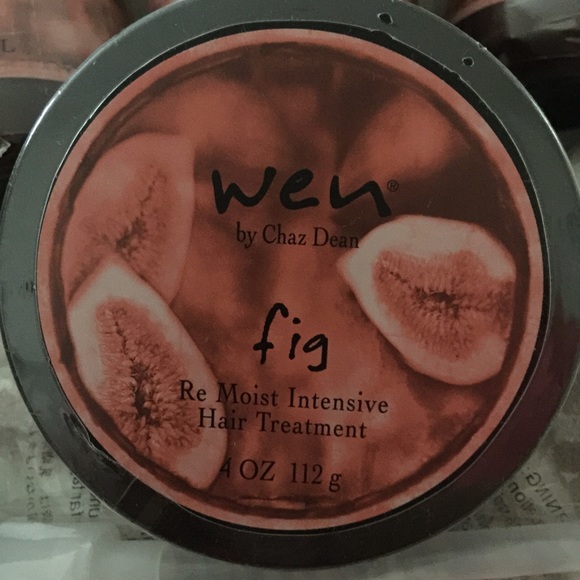 wen®
by Chaz Dean
fig
Re Moist Intensive
Hair Treatment
4 OZ 112 g